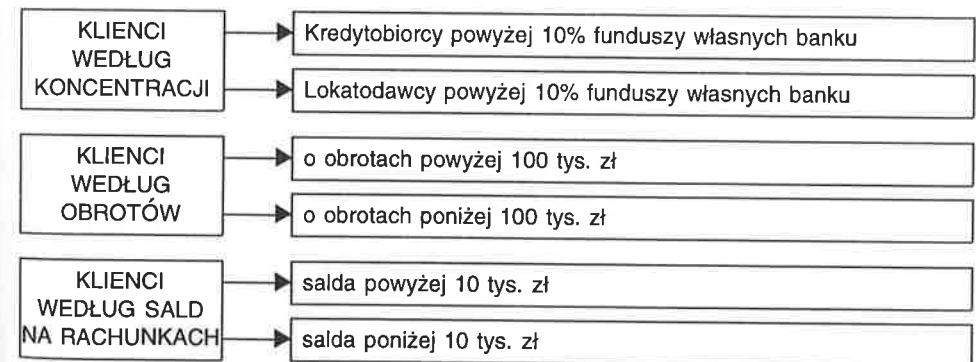 KLIENCI
WEDŁUG
KONCENTRACJI
Kredytobiorcy powyżej 10% funduszy własnych banku
Lokatodawcy powyżej 10% funduszy własnych banku
KLIENCI
WEDŁUG
OBROTÓW
o obrotach powyżej 100 tys. zł
o obrotach poniżej 100 tys. zł
KLIENCI
WEDŁUG SALD
NA RACHUNKACH
salda powyżej 10 tys. zł
salda poniżej 10 tys. zł